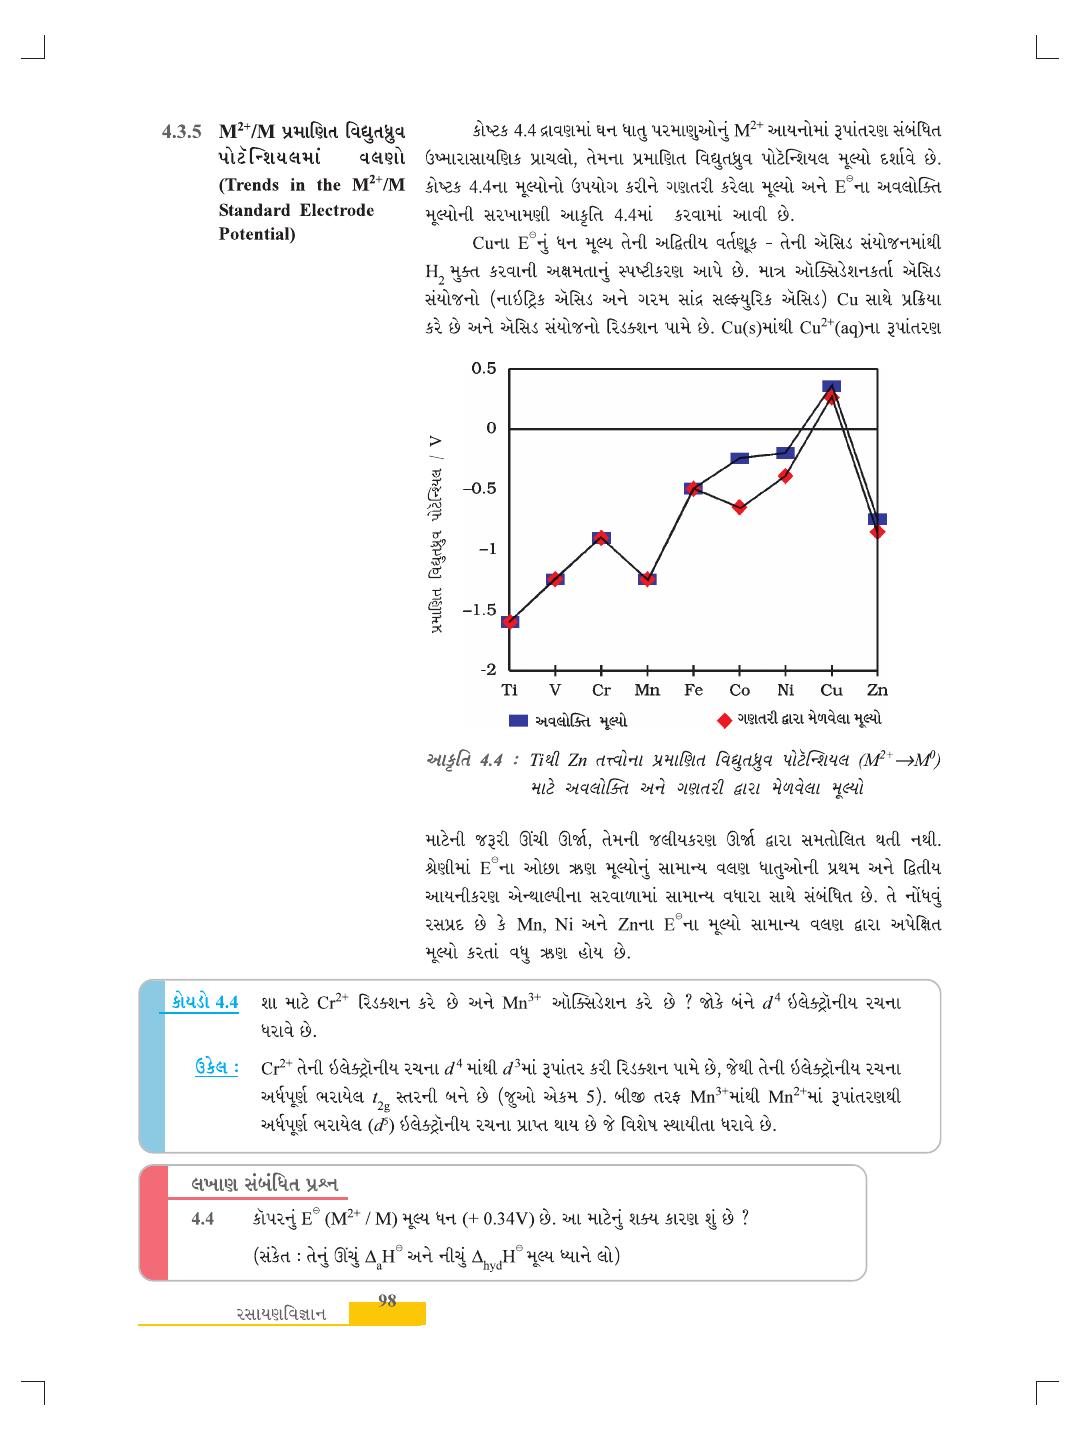 4.3.5 M²⁺/M પ્રમાણિત વિદ્યુતધ્રુવ
પોટૅન્શિયલમાં વલણો
(Trends in the M²⁺/M
Standard Electrode
Potential)
કોષ્ટક 4.4 દ્રાવણમાં ઘન ધાતુ પરમાણુઓનું M²⁺ આયનોમાં રૂપાંતરણ સંબંધિત
ઉષ્મારાસાયણિક પ્રાચલો, તેમના પ્રમાણિત વિદ્યુતધ્રુવ પોટૅન્શિયલ મૂલ્યો દર્શાવે છે.
કોષ્ટક 4.4ના મૂલ્યોનો ઉપયોગ કરીને ગણતરી કરેલા મૂલ્યો અને E⊖ના અવલોક્તિ
મૂલ્યોની સરખામણી આકૃતિ 4.4માં કરવામાં આવી છે.
Cuના E⊖નું ધન મૂલ્ય તેની અદ્વિતીય વર્તણૂક - તેની ઍસિડ સંયોજનમાંથી
H₂ મુક્ત કરવાની અક્ષમતાનું સ્પષ્ટીકરણ આપે છે. માત્ર ઑક્સિડેશનકર્તા ઍસિડ
સંયોજનો (નાઇટ્રિક ઍસિડ અને ગરમ સાંદ્ર સલ્ફ્યુરિક ઍસિડ) Cu સાથે પ્રક્રિયા
કરે છે અને ઍસિડ સંયોજનો રિડક્શન પામે છે. Cu(s)માંથી Cu²⁺(aq)ના રૂપાંતરણ
0.5
0
–0.5
–1
–1.5
-2
પ્રમાણિત વિદ્યુતધ્રુવ પોટૅન્શિયલ / V
Ti V Cr Mn Fe Co Ni Cu Zn
અવલોક્તિ મૂલ્યો ગણતરી દ્વારા મેળવેલા મૂલ્યો
આકૃતિ 4.4 : Tiથી Zn તત્ત્વોના પ્રમાણિત વિદ્યુતધ્રુવ પોટૅન્શિયલ (M²⁺→M⁰)
માટે અવલોક્તિ અને ગણતરી દ્વારા મેળવેલા મૂલ્યો
માટેની જરૂરી ઊંચી ઊર્જા, તેમની જલીયકરણ ઊર્જા દ્વારા સમતોલિત થતી નથી.
શ્રેણીમાં E⊖ના ઓછા ઋણ મૂલ્યોનું સામાન્ય વલણ ધાતુઓની પ્રથમ અને દ્વિતીય
આયનીકરણ એન્થાલ્પીના સરવાળામાં સામાન્ય વધારા સાથે સંબંધિત છે. તે નોંધવું
રસપ્રદ છે કે Mn, Ni અને Znના E⊖ના મૂલ્યો સામાન્ય વલણ દ્વારા અપેક્ષિત
મૂલ્યો કરતાં વધુ ઋણ હોય છે.
કોયડો 4.4 શા માટે Cr²⁺ રિડક્શન કરે છે અને Mn³⁺ ઑક્સિડેશન કરે છે ? જોકે બંને d⁴ ઇલેક્ટ્રૉનીય રચના
ધરાવે છે.
ઉકેલ : Cr²⁺ તેની ઇલેક્ટ્રૉનીય રચના d⁴ માંથી d³માં રૂપાંતર કરી રિડક્શન પામે છે, જેથી તેની ઇલેક્ટ્રૉનીય રચના
અર્ધપૂર્ણ ભરાયેલ t₂g સ્તરની બને છે (જુઓ એકમ 5). બીજી તરફ Mn³⁺માંથી Mn²⁺માં રૂપાંતરણથી
અર્ધપૂર્ણ ભરાયેલ (d⁵) ઇલેક્ટ્રૉનીય રચના પ્રાપ્ત થાય છે જે વિશેષ સ્થાયીતા ધરાવે છે.
લખાણ સંબંધિત પ્રશ્ન
4.4 કૉપરનું E⊖ (M²⁺ / M) મૂલ્ય ધન (+ 0.34V) છે. આ માટેનું શક્ય કારણ શું છે ?
(સંકેત : તેનું ઊંચું ΔₐH⊖ અને નીચું ΔhydH⊖ મૂલ્ય ધ્યાને લો)
રસાયણવિજ્ઞાન 98